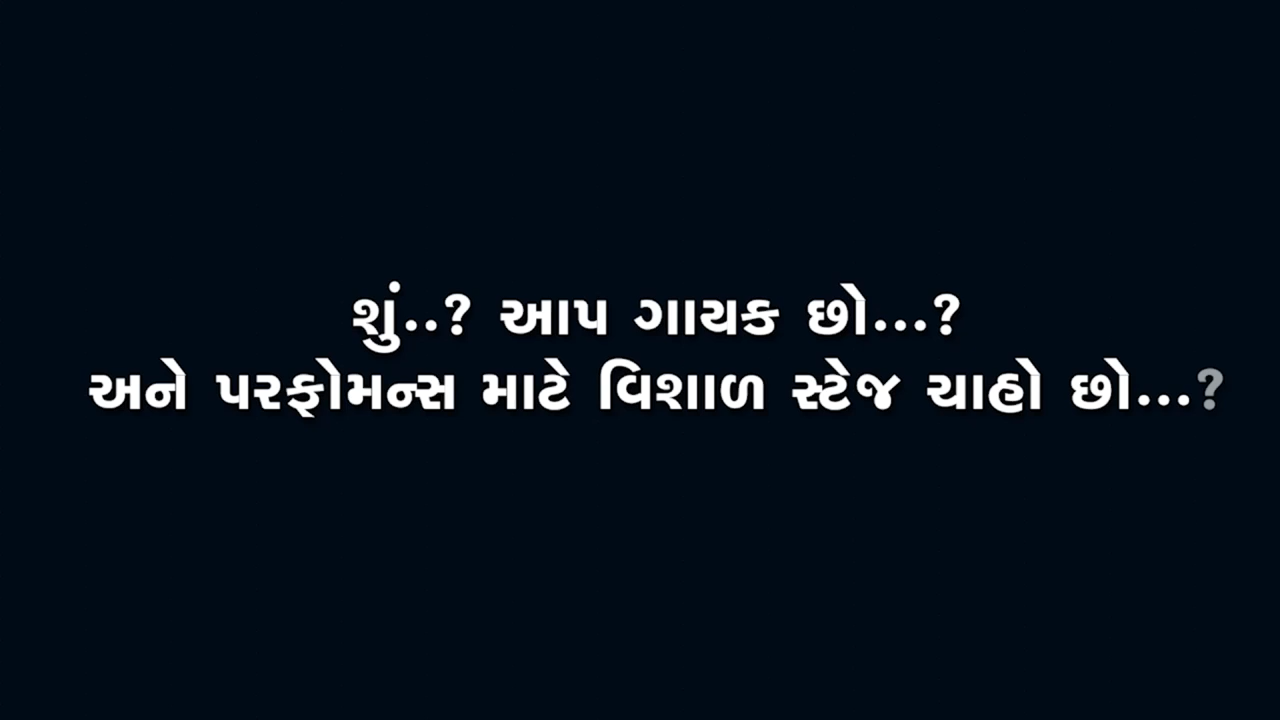 શું..? આપ ગાયક છો...?
અને પરફોમન્સ માટે વિશાળ સ્ટેજ ચાહો છો...?